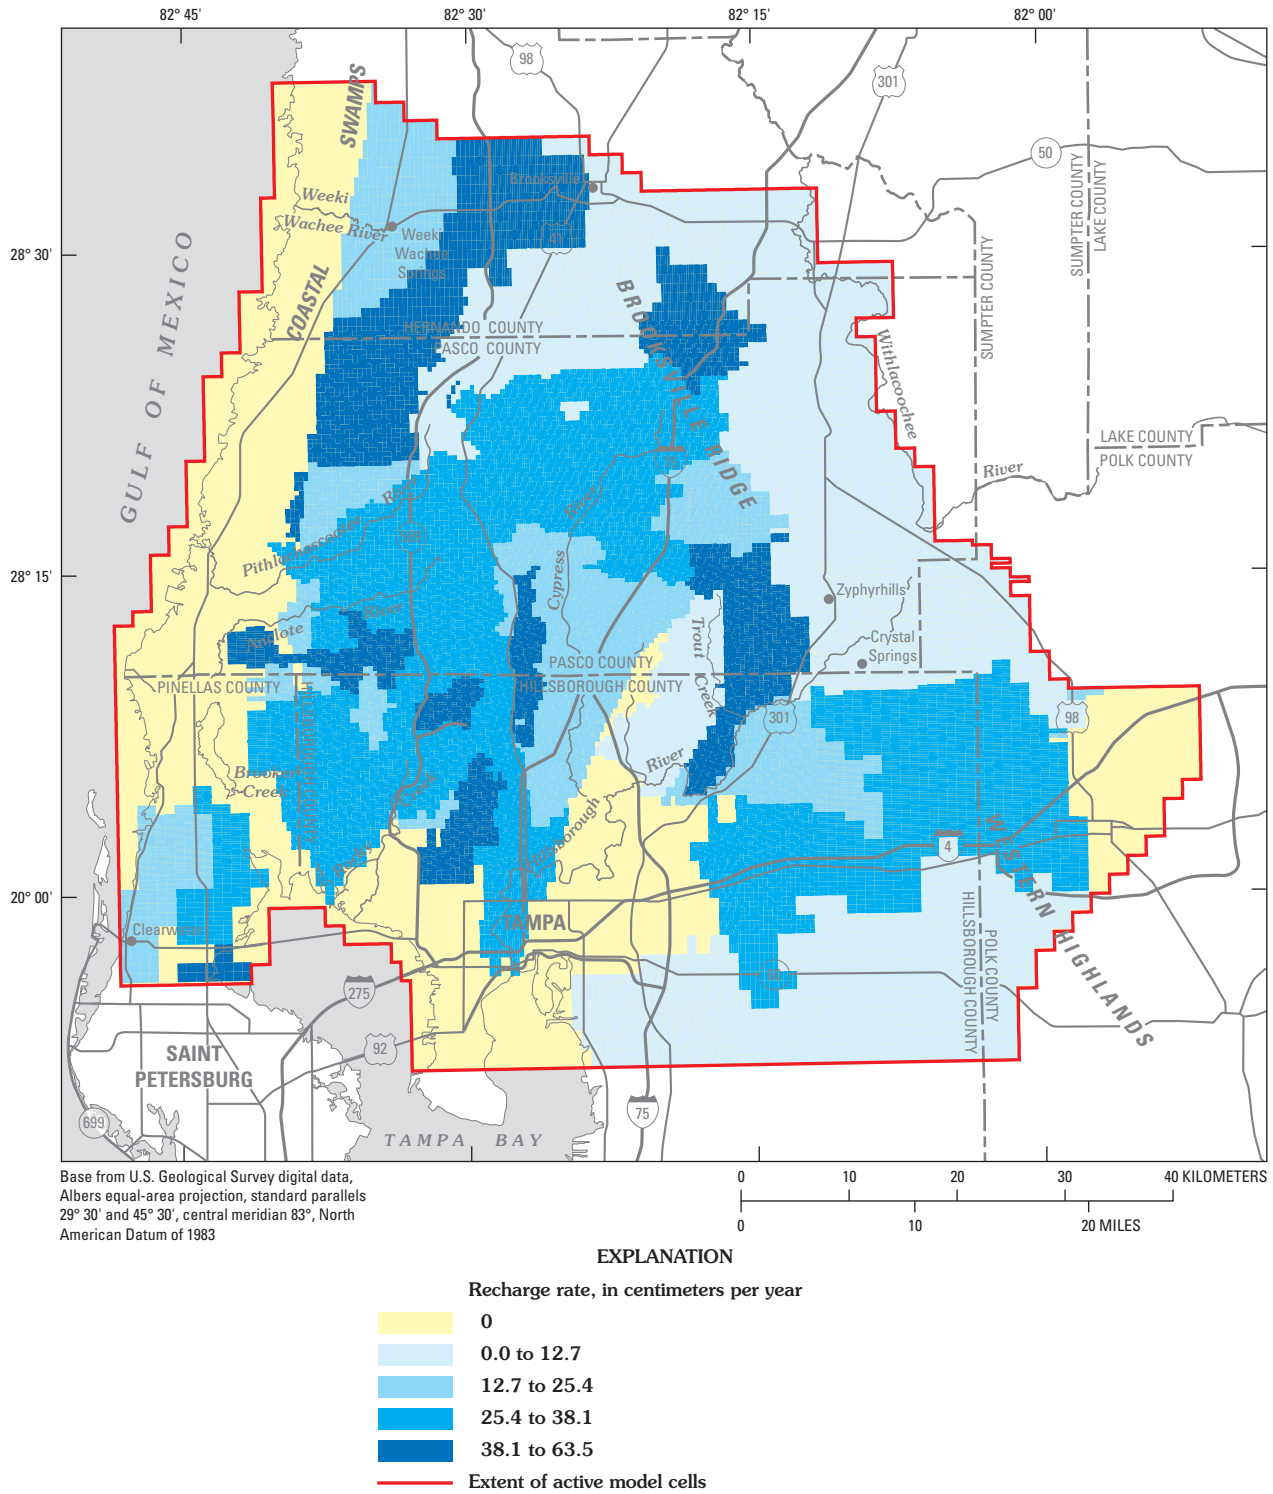 82° 45'
82° 30'
82° 15'
82° 00'
98
301
50
SWAMPS
SUMPTER COUNTY
LAKE COUNTY
Brooksville
Weeki
Wachee River
Weeki
Wachee
Springs
41
28° 30'
GULF OF MEXICO
COASTAL
BROOKSVILLE RIDGE
SUMPTER COUNTY
HERNANDO COUNTY
PASCO COUNTY
Withlacoochee
River
LAKE COUNTY
POLK COUNTY
Pithlachascootee
River
589
River
Cypress
28° 15'
Zyphyrhills
Anclote
River
Trout
Creek
Crystal
Springs
PASCO COUNTY
PINELLAS COUNTY
HILLSBOROUGH COUNTY
301
98
River
Brooker
Creek
Creek
Rocky
Hillsborough
4
WESTERN HIGHLANDS
20° 00'
TAMPA
Clearwater
HILLSBOROUGH COUNTY
POLK COUNTY
275
92
SAINT
PETERSBURG
699
75
TAMPA BAY
Base from U.S. Geological Survey digital data,
Albers equal-area projection, standard parallels
29° 30' and 45° 30', central meridian 83°, North
American Datum of 1983
0 10 20 30 40 KILOMETERS
0 10 20 MILES
EXPLANATION
Recharge rate, in centimeters per year
0
0.0 to 12.7
12.7 to 25.4
25.4 to 38.1
38.1 to 63.5
Extent of active model cells